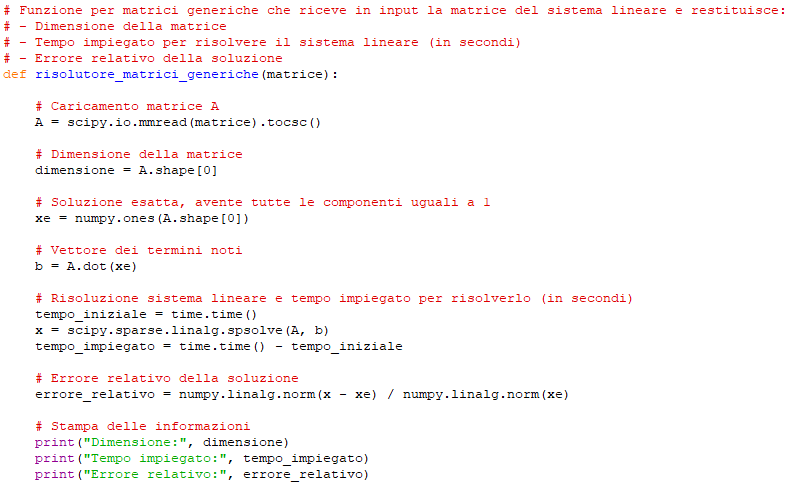 # Funzione per matrici generiche che riceve in input la matrice del sistema lineare e restituisce:
# - Dimensione della matrice
# - Tempo impiegato per risolvere il sistema lineare (in secondi)
# - Errore relativo della soluzione
def risolutore_matrici_generiche(matrice):
    # Caricamento matrice A
    A = scipy.io.mmread(matrice).tocsc()
    # Dimensione della matrice
    dimensione = A.shape[0]
    # Soluzione esatta, avente tutte le componenti uguali a 1
    xe = numpy.ones(A.shape[0])
    # Vettore dei termini noti
    b = A.dot(xe)
    # Risoluzione sistema lineare e tempo impiegato per risolverlo (in secondi)
    tempo_iniziale = time.time()
    x = scipy.sparse.linalg.spsolve(A, b)
    tempo_impiegato = time.time() - tempo_iniziale
    # Errore relativo della soluzione
    errore_relativo = numpy.linalg.norm(x - xe) / numpy.linalg.norm(xe)
    # Stampa delle informazioni
    print("Dimensione:", dimensione)
    print("Tempo impiegato:", tempo_impiegato)
    print("Errore relativo:", errore_relativo)